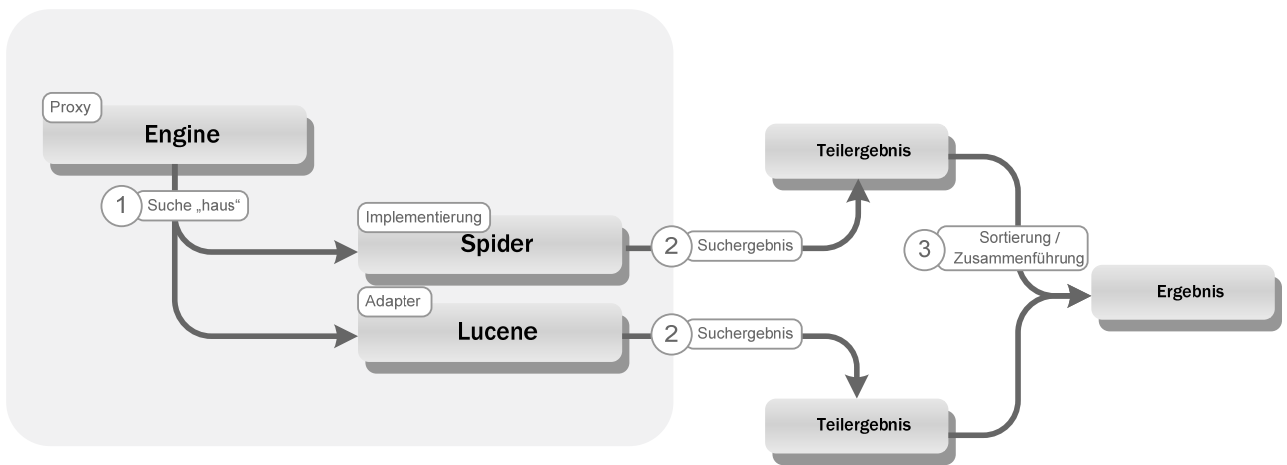 Proxy
Engine
1
Suche „haus“
Implementierung
Spider
2
Suchergebnis
Adapter
Lucene
2
Suchergebnis
Teilergebnis
3
Sortierung /
Zusammenführung
Ergebnis
Teilergebnis